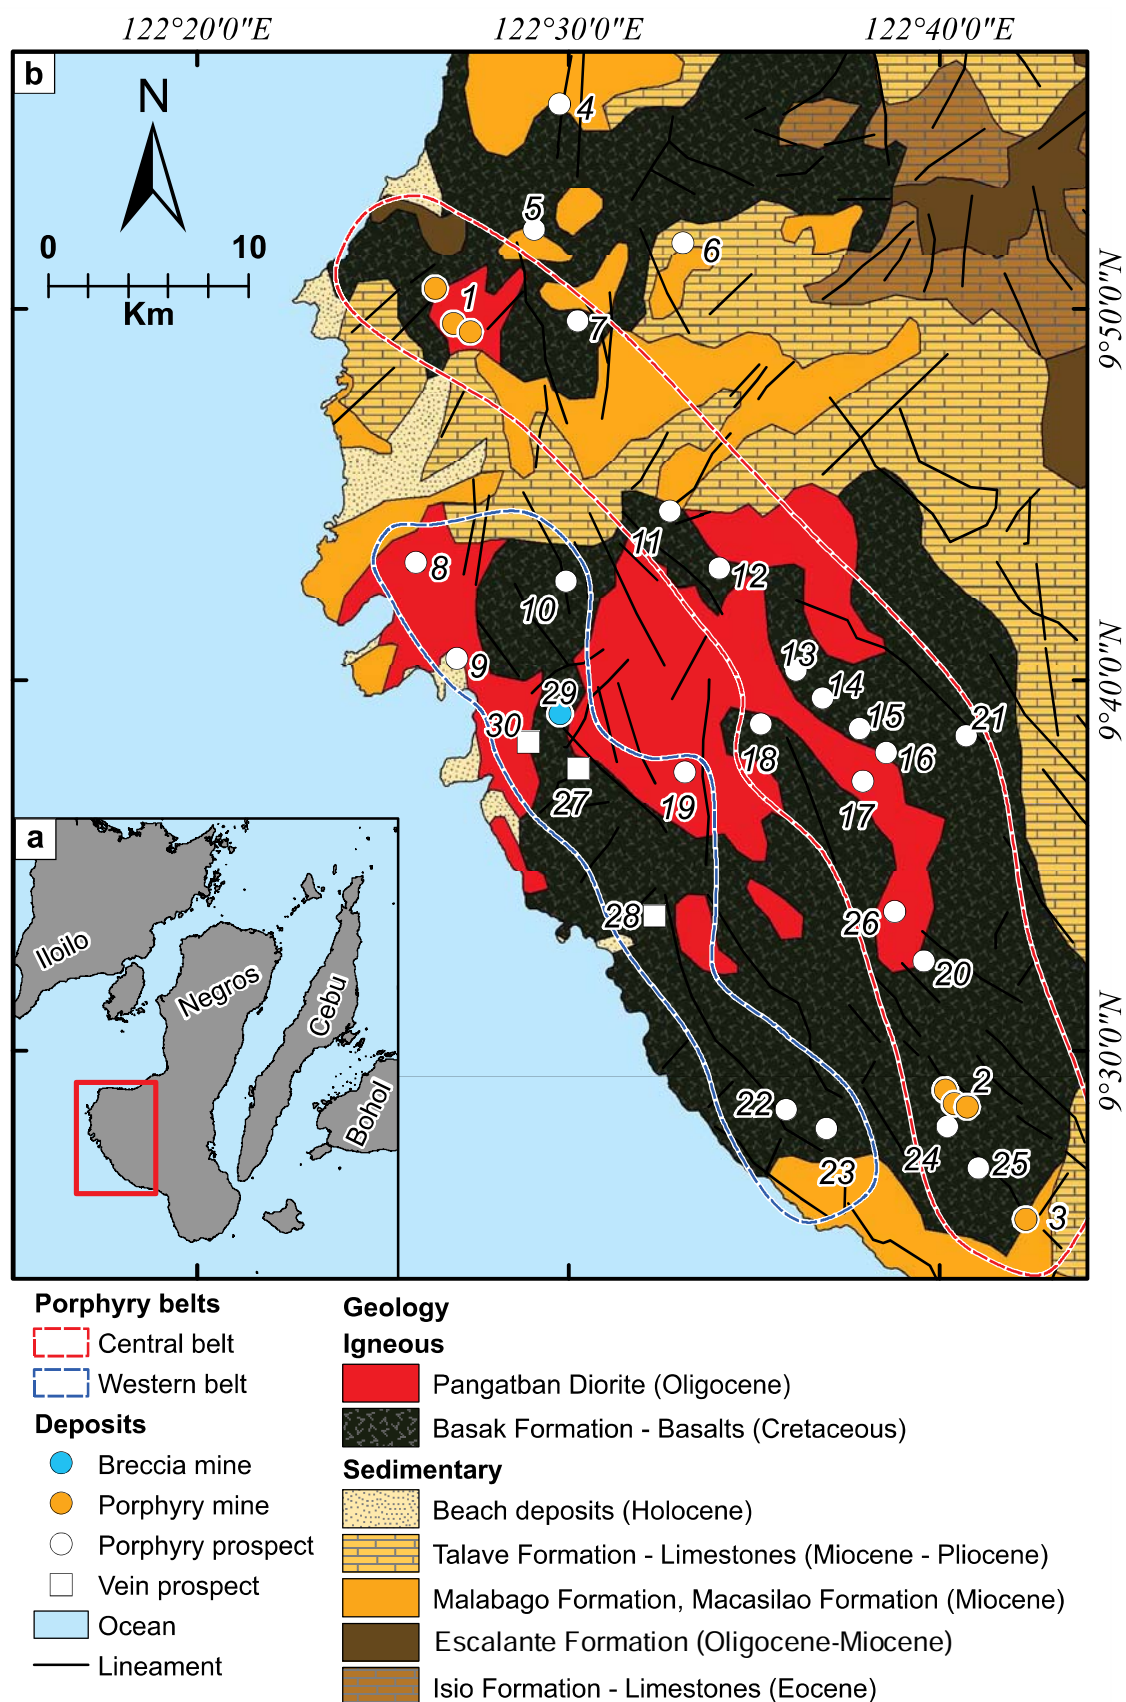 122°20'0"E 122°30'0"E 122°40'0"E
b
N
0 10
Km
4
5
6
1
7
9°50'0"N
11
8
12
10
13
9
14
29
15
21
30
16
18
27
19
17
9°40'0"N
28
26
20
2
22
24
25
23
3
9°30'0"N
a
Iloilo
Negros
Cebu
Bohol
Porphyry belts
Central belt
Western belt
Deposits
Breccia mine
Porphyry mine
Porphyry prospect
Vein prospect
Ocean
Lineament
Geology
Igneous
Pangatban Diorite (Oligocene)
Basak Formation - Basalts (Cretaceous)
Sedimentary
Beach deposits (Holocene)
Talave Formation - Limestones (Miocene - Pliocene)
Malabago Formation, Macasilao Formation (Miocene)
Escalante Formation (Oligocene-Miocene)
Isio Formation - Limestones (Eocene)